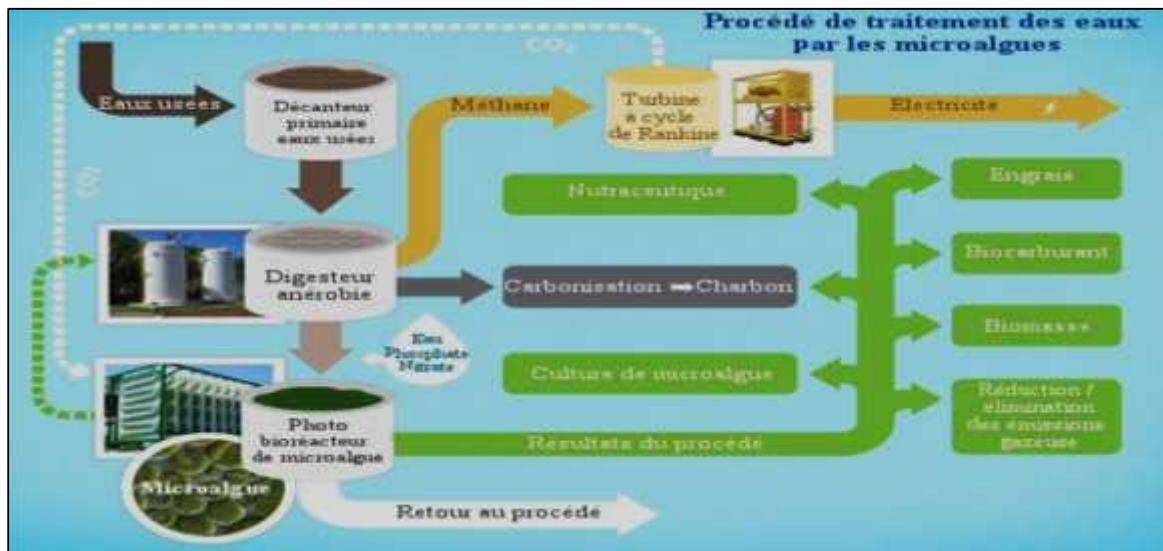 Procédé de traitement des eaux
par les microalgues
CO₂
Eaux usées
Décanteur
primaire
eaux usées
Méthane
Turbine
à cycle
de Rankine
Electricité
CO₂
Nutraceutique
Engrais
Digesteur
anérobie
Carbonisation ➡ Charbon
Biocarburant
Biomasse
Eau
Phosphate
Nitrate
Culture de microalgue
Réduction /
élimination
des émissions
gazeuse
Photo
bioréacteur
de microalgue
Résultats du procédé
Microalgue
Retour au procédé